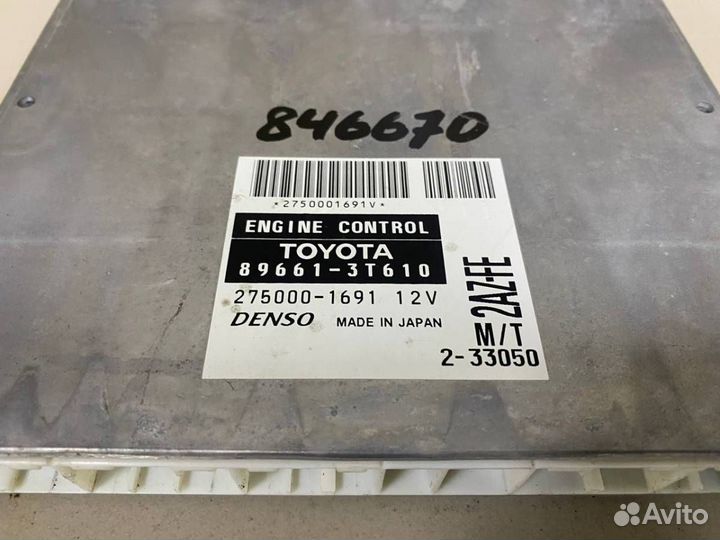 846670
*2750001691V*
ENGINE CONTROL
TOYOTA
89661-3T610
275000-1691 12V
DENSO MADE IN JAPAN
2AZ-FE
M/T
2-33050
Avito